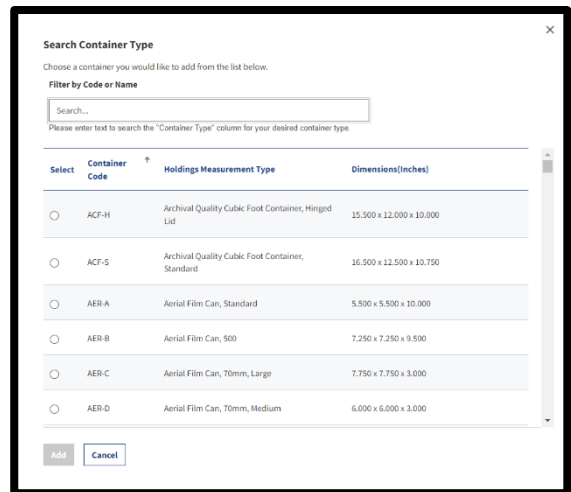 ×
Search Container Type
Choose a container you would like to add from the list below.
Filter by Code or Name
Search...
Please enter text to search the "Container Type" column for your desired container type.
Select Container Code ↑ Holdings Measurement Type Dimensions(Inches)
ACF-H Archival Quality Cubic Foot Container, Hinged Lid 15.500 x 12.000 x 10.000
ACF-S Archival Quality Cubic Foot Container, Standard 16.500 x 12.500 x 10.750
AER-A Aerial Film Can, Standard 5.500 x 5.500 x 10.000
AER-B Aerial Film Can, 500 7.250 x 7.250 x 9.500
AER-C Aerial Film Can, 70mm, Large 7.750 x 7.750 x 3.000
AER-D Aerial Film Can, 70mm, Medium 6.000 x 6.000 x 3.000
Add Cancel